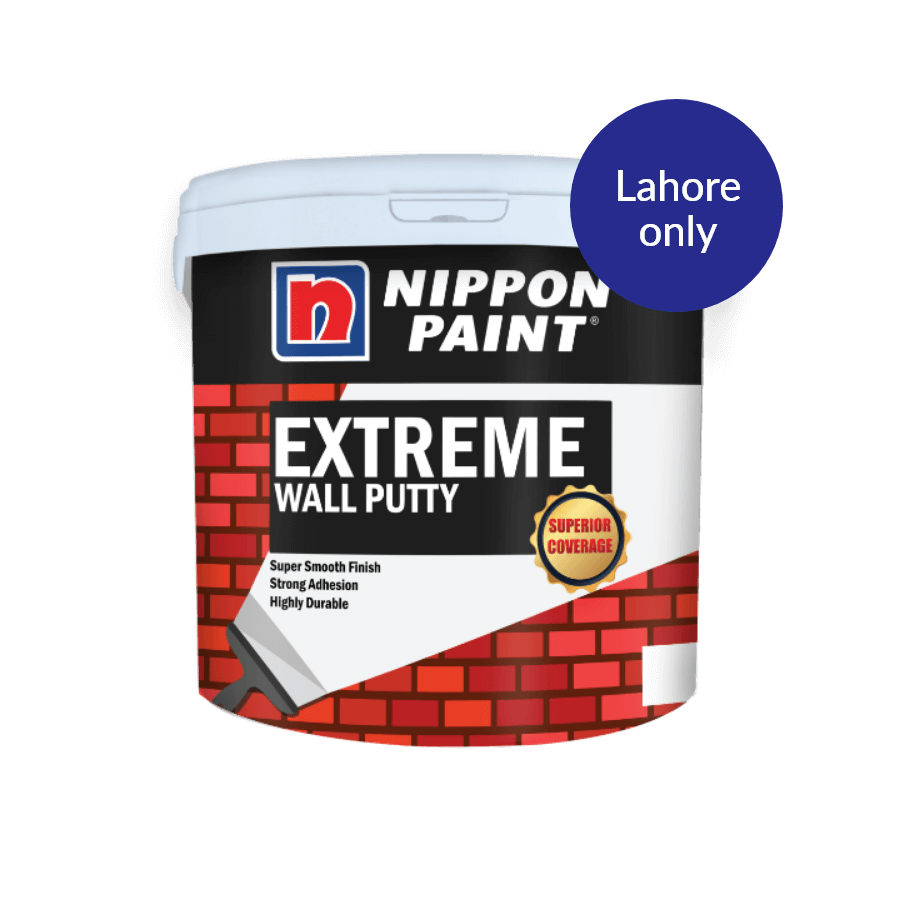 Lahore
only
n
NIPPON
PAINT®
EXTREME
WALL PUTTY
SUPERIOR
COVERAGE
Super Smooth Finish
Strong Adhesion
Highly Durable